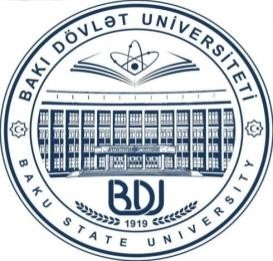 BAKI DÖVLƏT UNİVERSİTETİ
BDU
1919
BAKU STATE UNIVERSITY